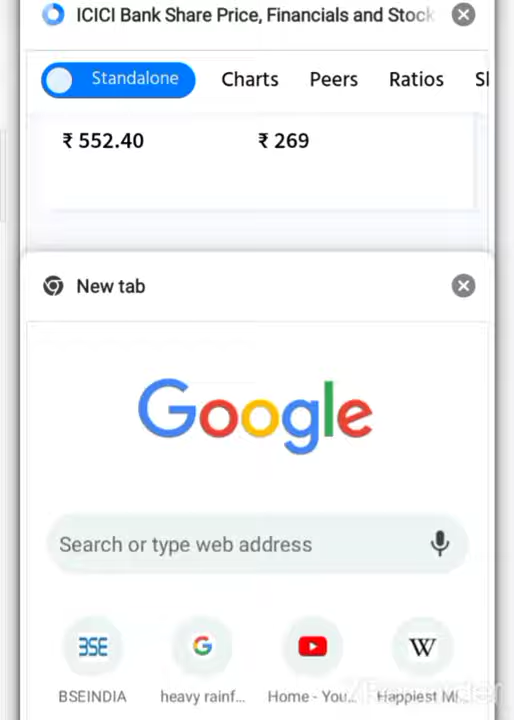 ICICI Bank Share Price, Financials and Stock
Standalone Charts Peers Ratios
₹ 552.40 ₹ 269
New tab
Google
Search or type web address
BSE G W
BSEINDIA heavy rainf... Home - You... Happiest Mi...